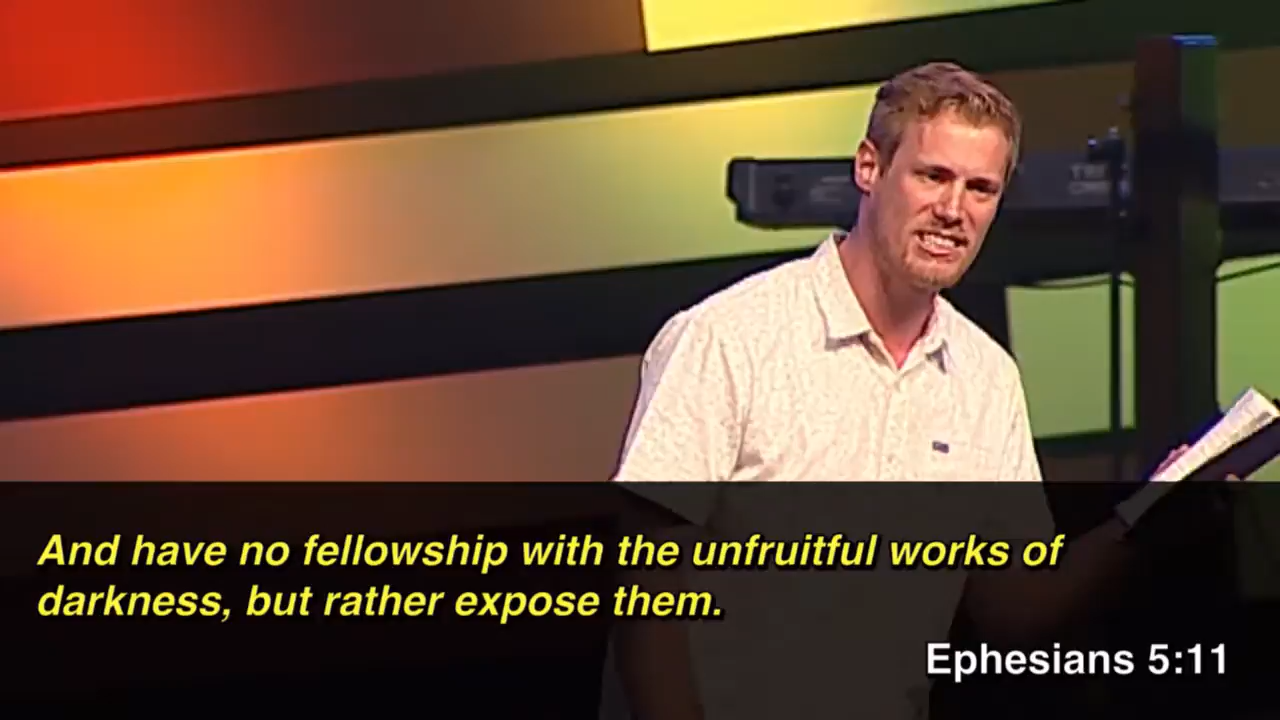 And have no fellowship with the unfruitful works of
darkness, but rather expose them.
Ephesians 5:11